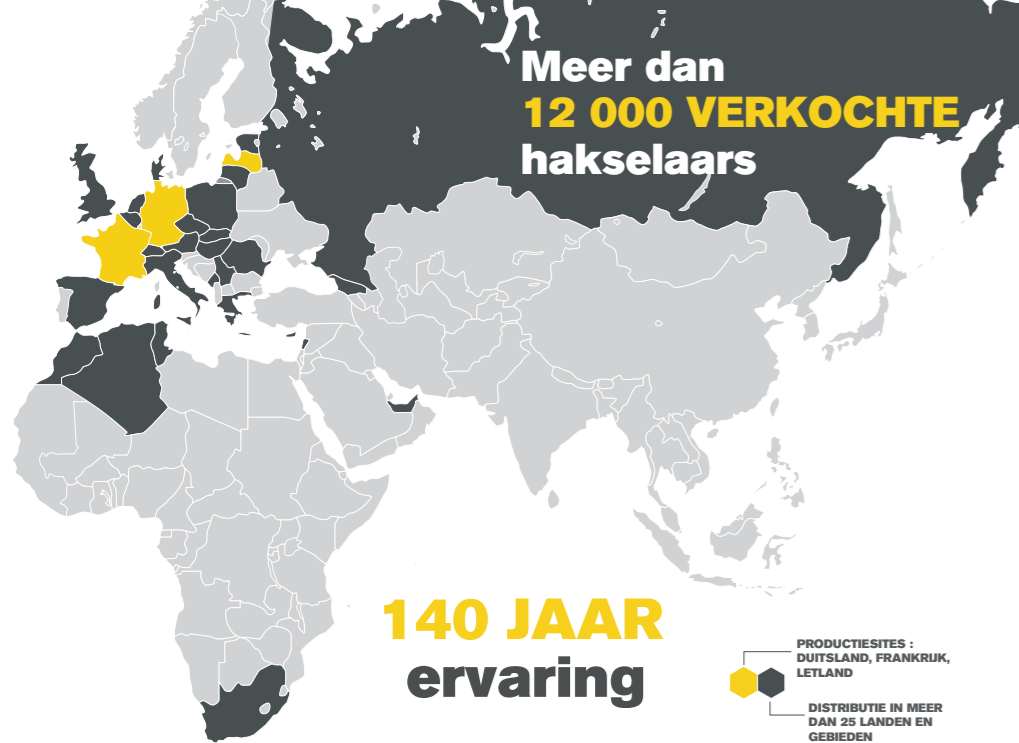 Meer dan
12 000 VERKOCHTE
hakselaars
140 JAAR
ervaring
PRODUCTIESITES :
DUITSLAND, FRANKRIJK,
LETLAND
DISTRIBUTIE IN MEER
DAN 25 LANDEN EN
GEBIEDEN